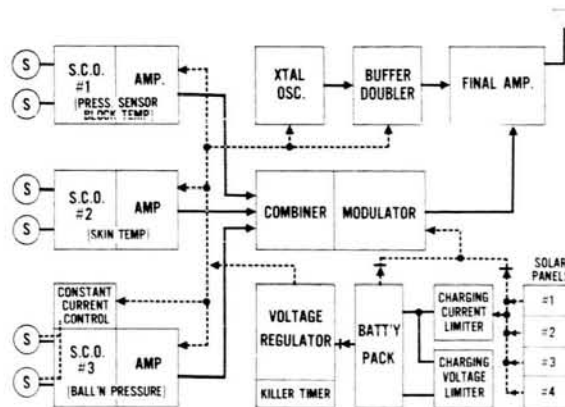 S
S.C.O. #1
AMP.
(PRESS. SENSOR BLOCK TEMP)
S
XTAL OSC.
BUFFER DOUBLER
FINAL AMP.
S
S.C.O. #2
AMP
(SKIN TEMP)
S
COMBINER
MODULATOR
CONSTANT CURRENT CONTROL
S
S.C.O. #3
AMP
(BALL'N PRESSURE)
S
VOLTAGE REGULATOR
KILLER TIMER
BATT'Y PACK
CHARGING CURRENT LIMITER
CHARGING VOLTAGE LIMITER
SOLAR PANELS
#1
#2
#3
#4